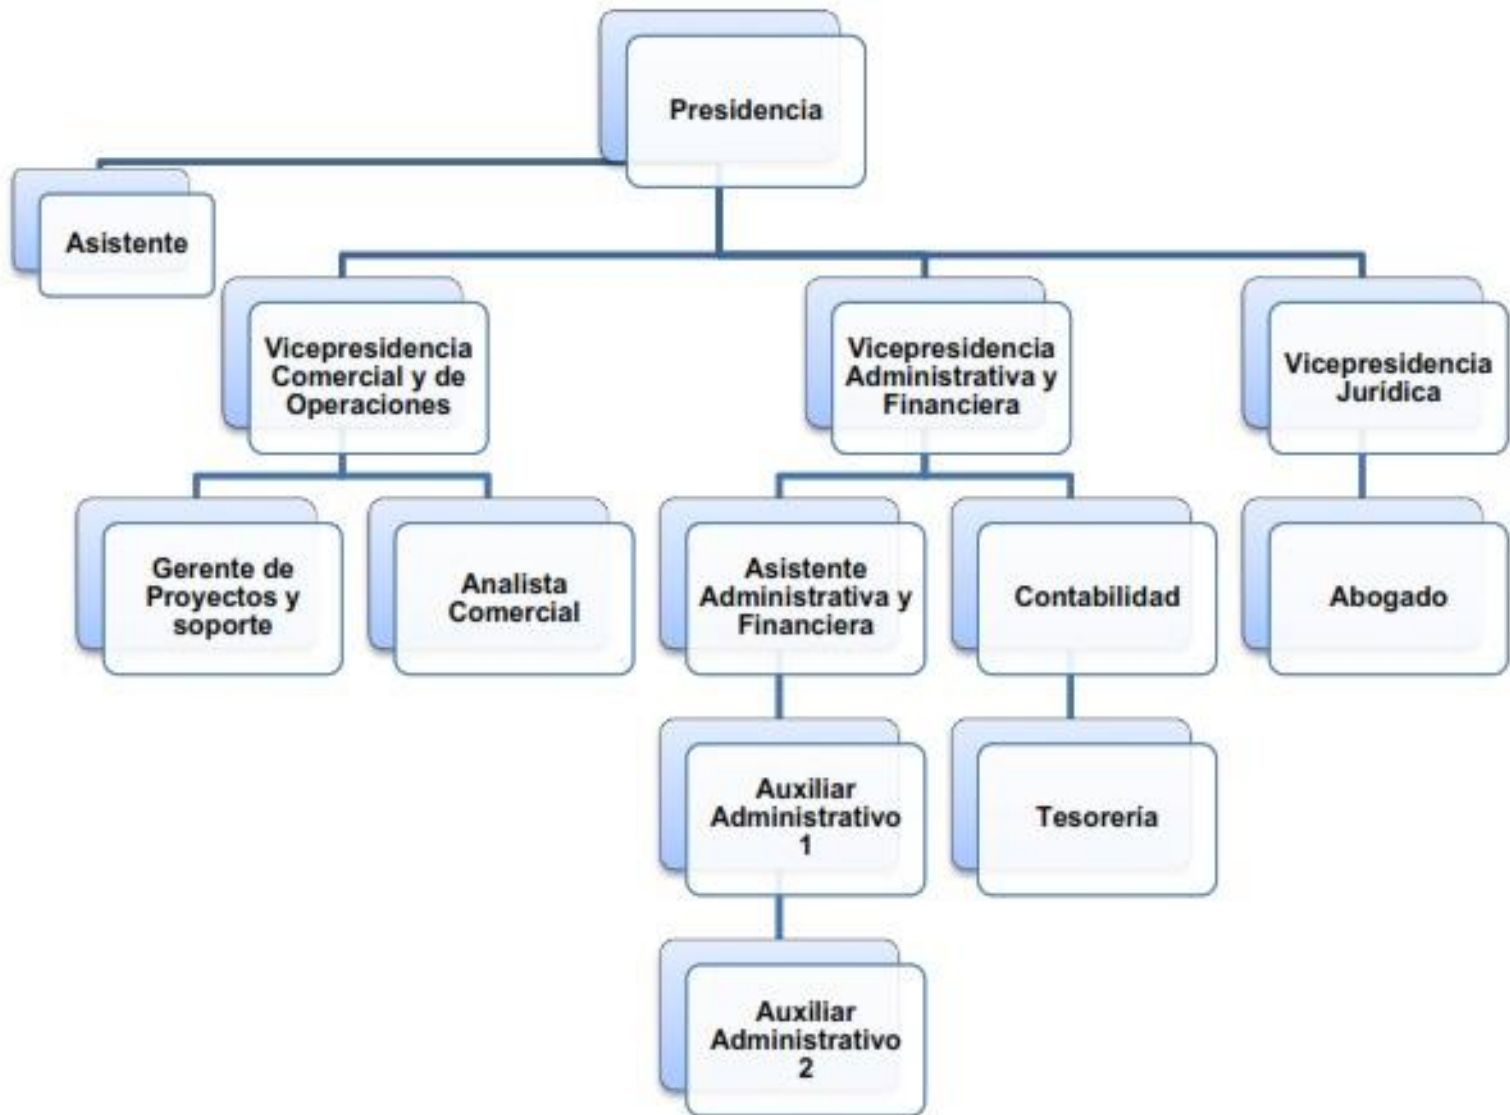 Presidencia
Asistente
Vicepresidencia
Comercial y de
Operaciones
Vicepresidencia
Administrativa y
Financiera
Vicepresidencia
Jurídica
Gerente de
Proyectos y
soporte
Analista
Comercial
Asistente
Administrativa y
Financiera
Contabilidad
Abogado
Auxiliar
Administrativo
1
Tesorería
Auxiliar
Administrativo
2